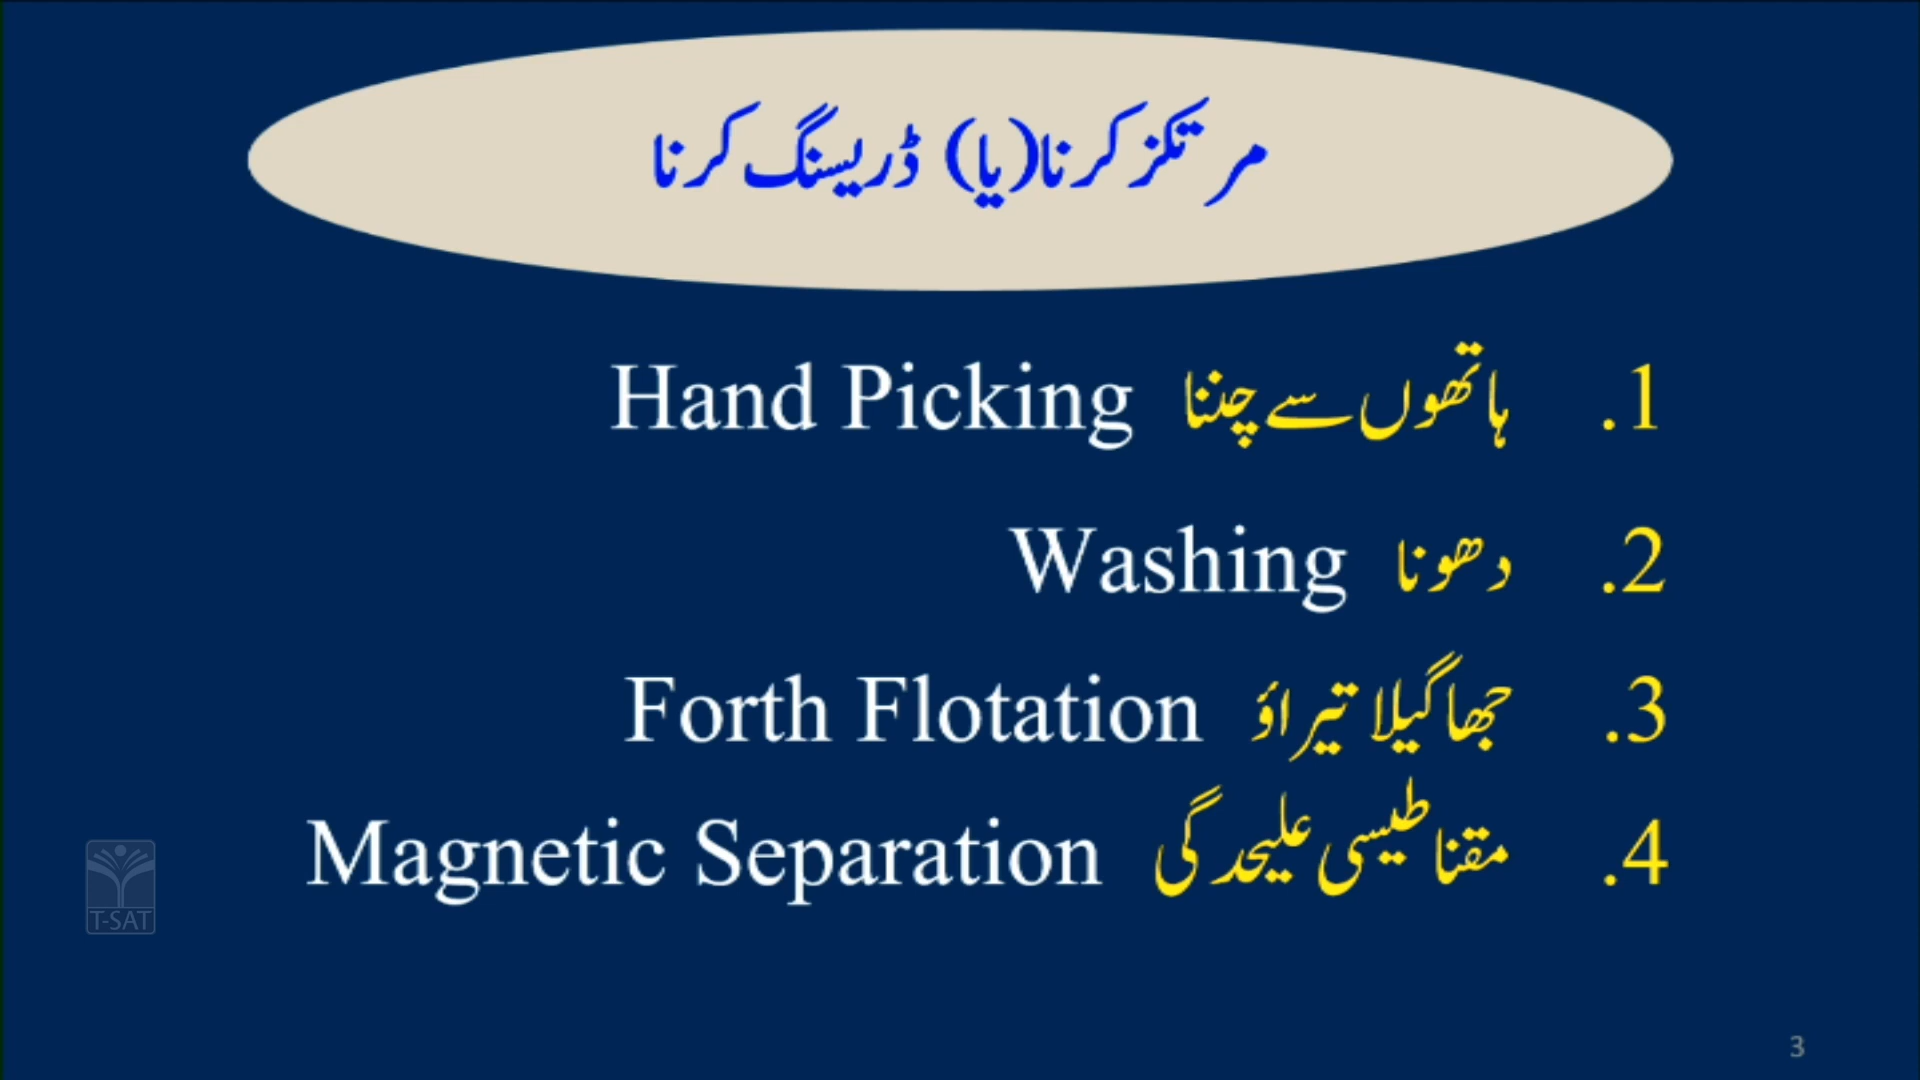 مرتکز کرنا(یا) ڈریسنگ کرنا
1. ہاتھوں سے چننا Hand Picking
2. دھونا Washing
3. جھاگیلا تیراؤ Forth Flotation
4. مقناطیسی علیحدگی Magnetic Separation
T-SAT
3